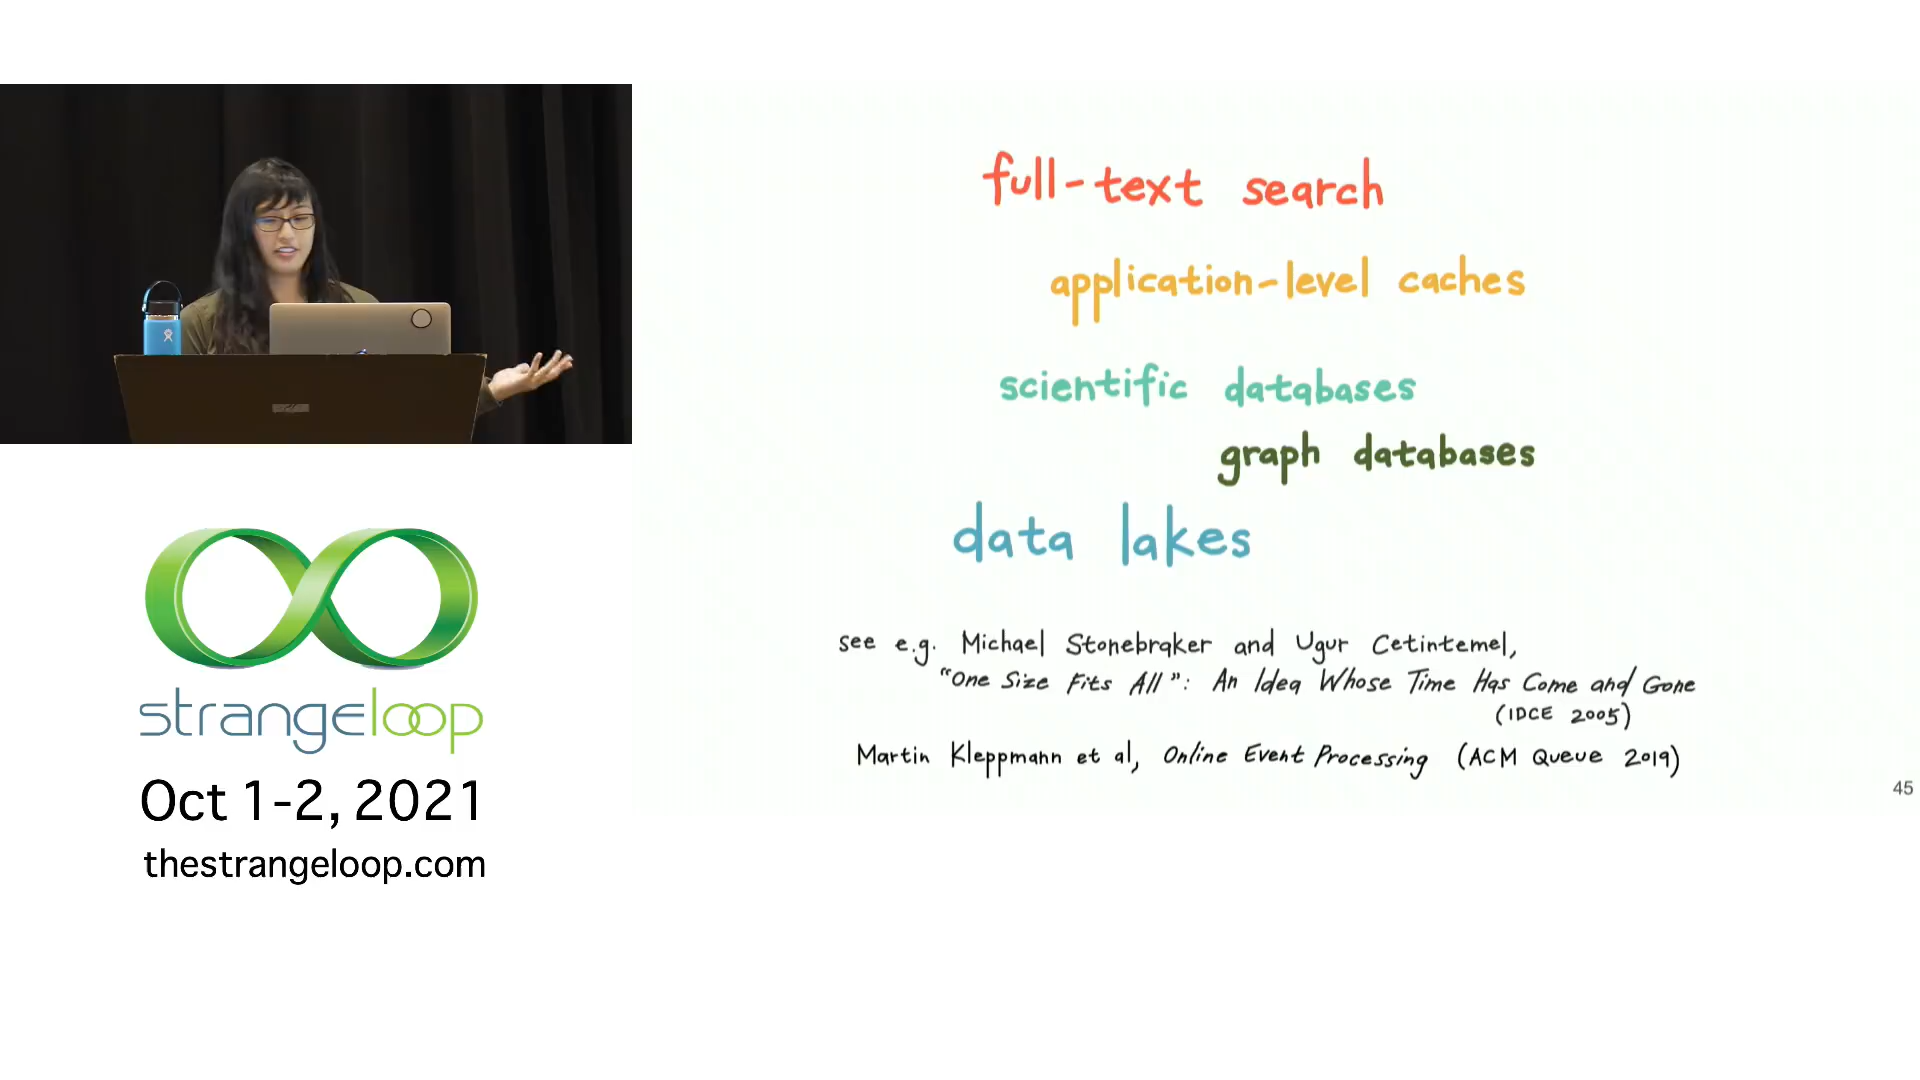 full-text search
application-level caches
scientific databases
graph databases
data lakes
see e.g. Michael Stonebraker and Ugur Cetintemel,
"One Size Fits All": An Idea Whose Time Has Come and Gone
(IDCE 2005)
Martin Kleppmann et al, Online Event Processing (ACM Queue 2019)
45
strangeloop
Oct 1-2, 2021
thestrangeloop.com